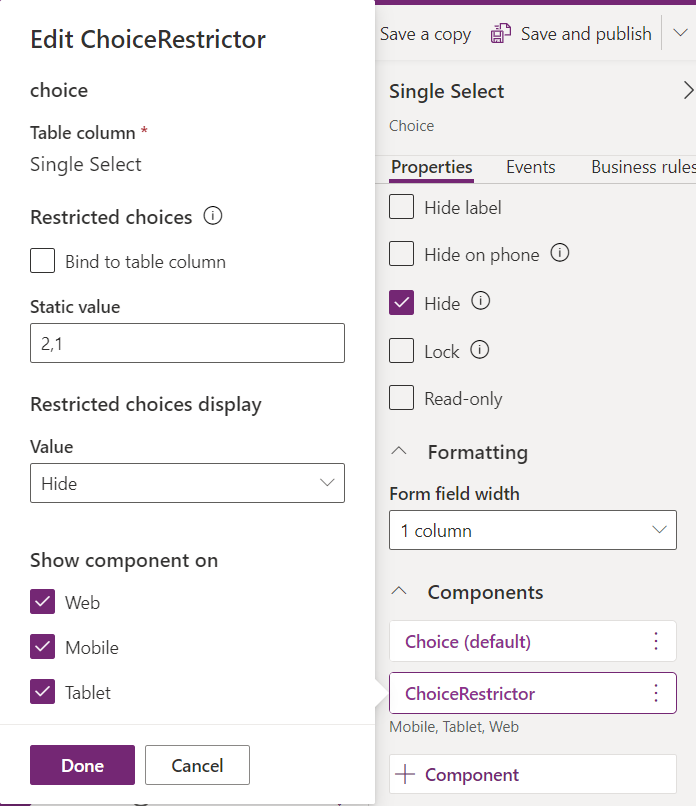 Edit ChoiceRestrictor
choice
Table column *
Single Select
Restricted choices
Bind to table column
Static value
2,1
Restricted choices display
Value
Hide
Show component on
Web
Mobile
Tablet
Done
Cancel
Save a copy
Save and publish
Single Select
Choice
Properties
Events
Business rules
Hide label
Hide on phone
Hide
Lock
Read-only
Formatting
Form field width
1 column
Components
Choice (default)
ChoiceRestrictor
Mobile, Tablet, Web
Component